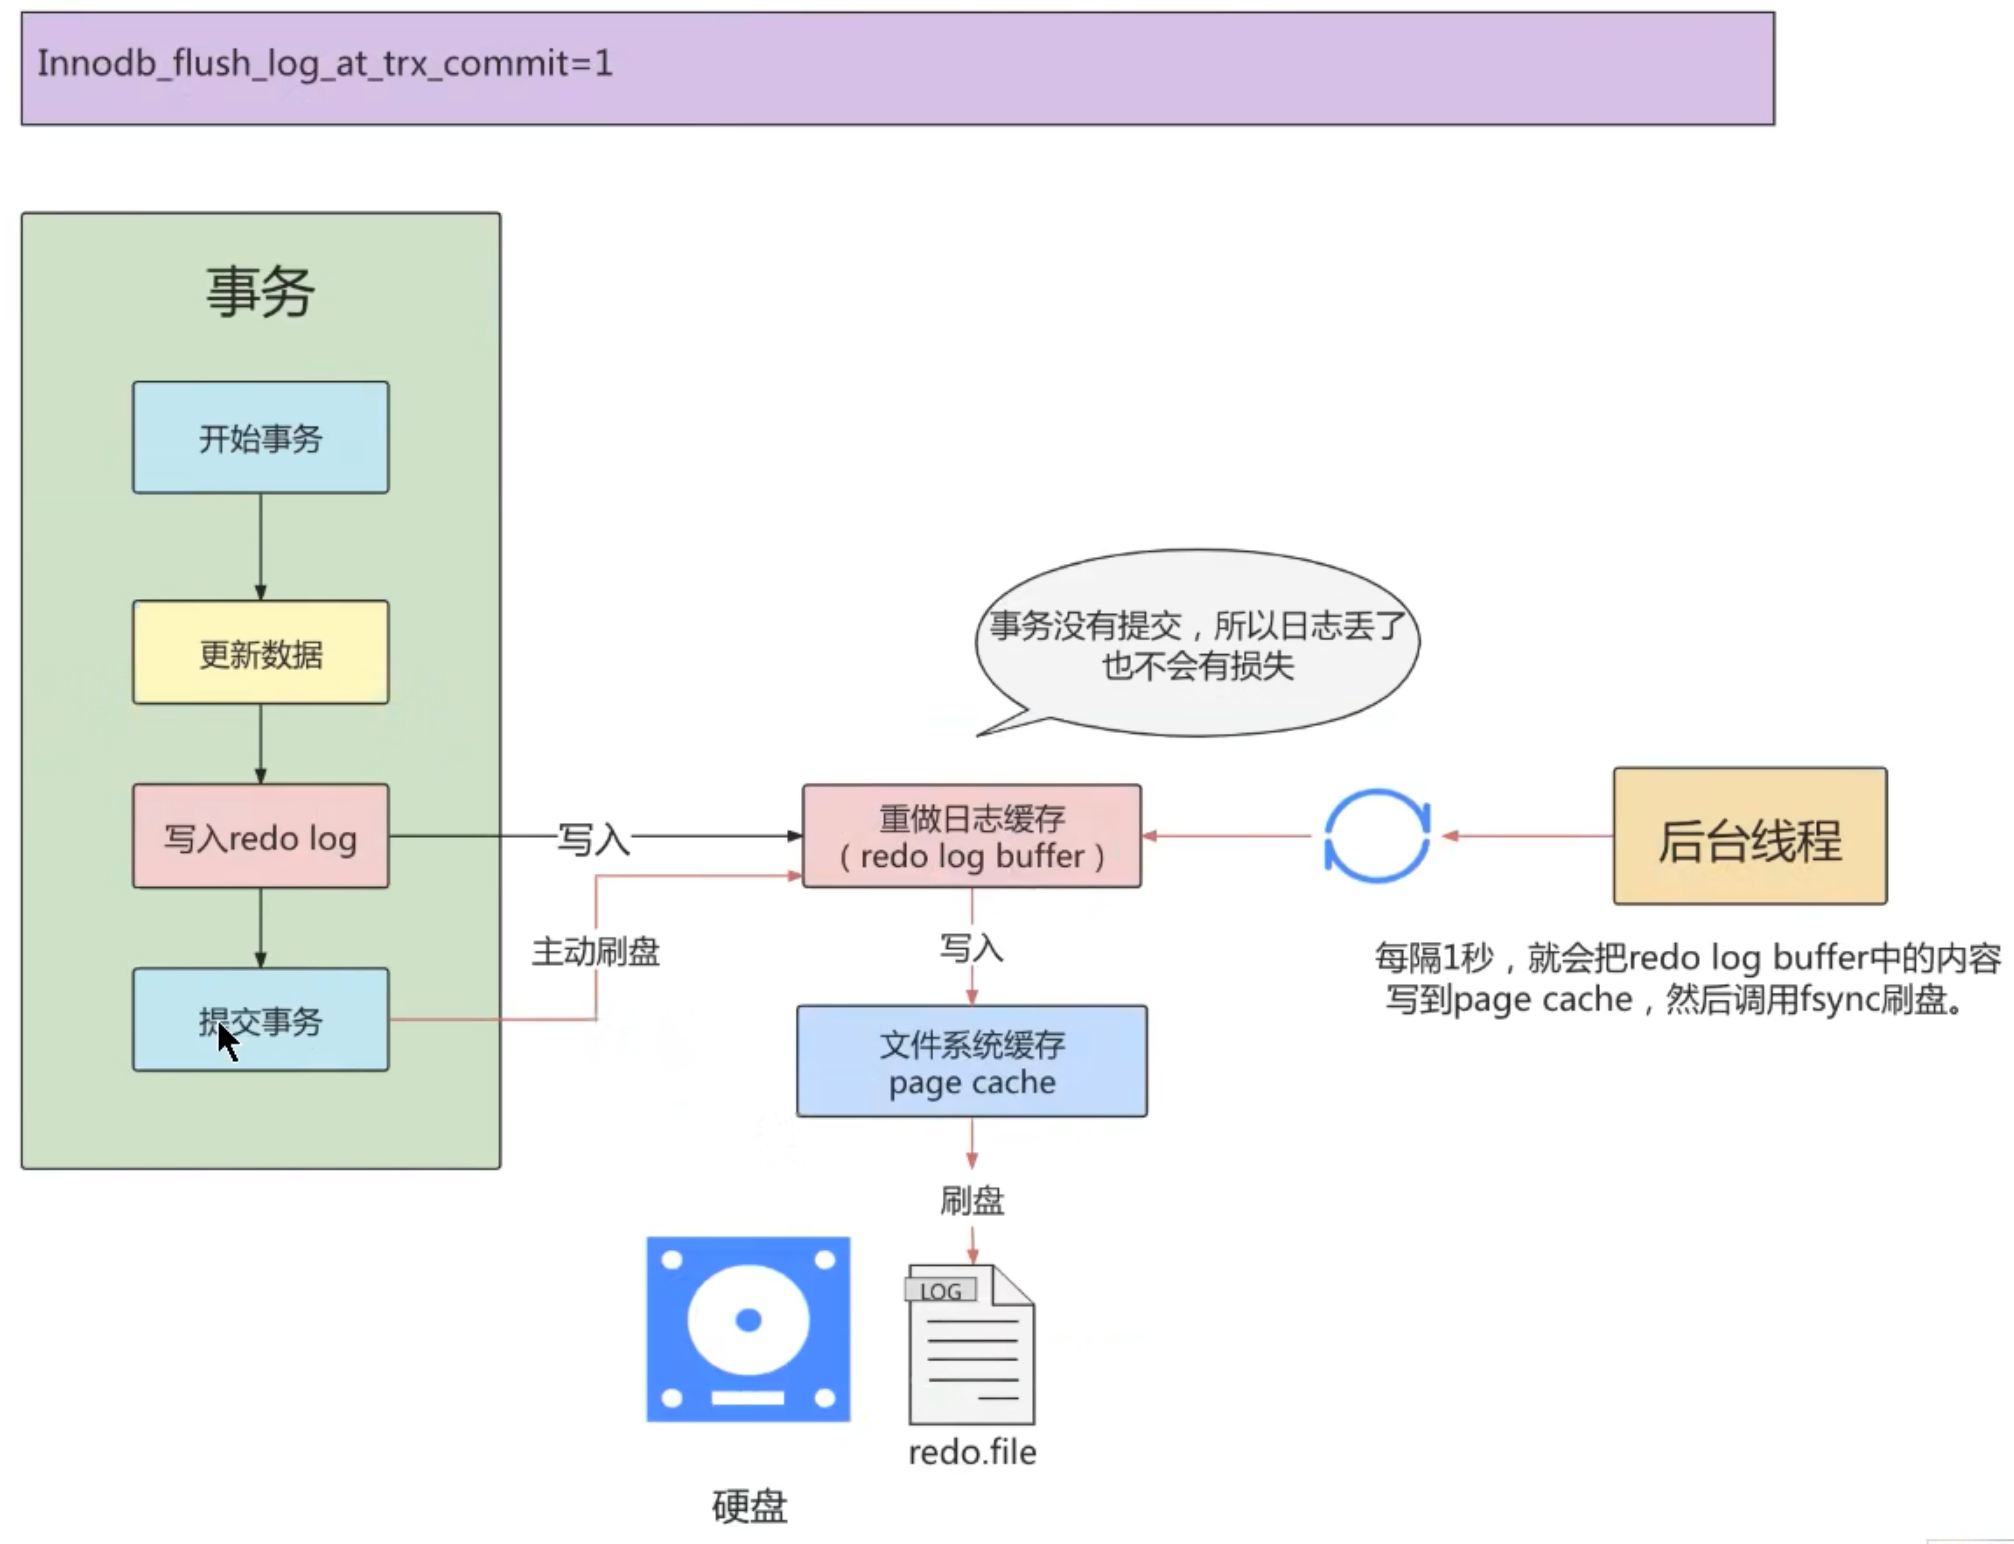 Innodb_flush_log_at_trx_commit=1
事务
开始事务
更新数据
写入redo log
提交事务
写入
主动刷盘
事务没有提交，所以日志丢了
也不会有损失
重做日志缓存
（redo log buffer）
写入
文件系统缓存
page cache
刷盘
LOG
redo.file
硬盘
后台线程
每隔1秒，就会把redo log buffer中的内容
写到page cache，然后调用fsync刷盘。